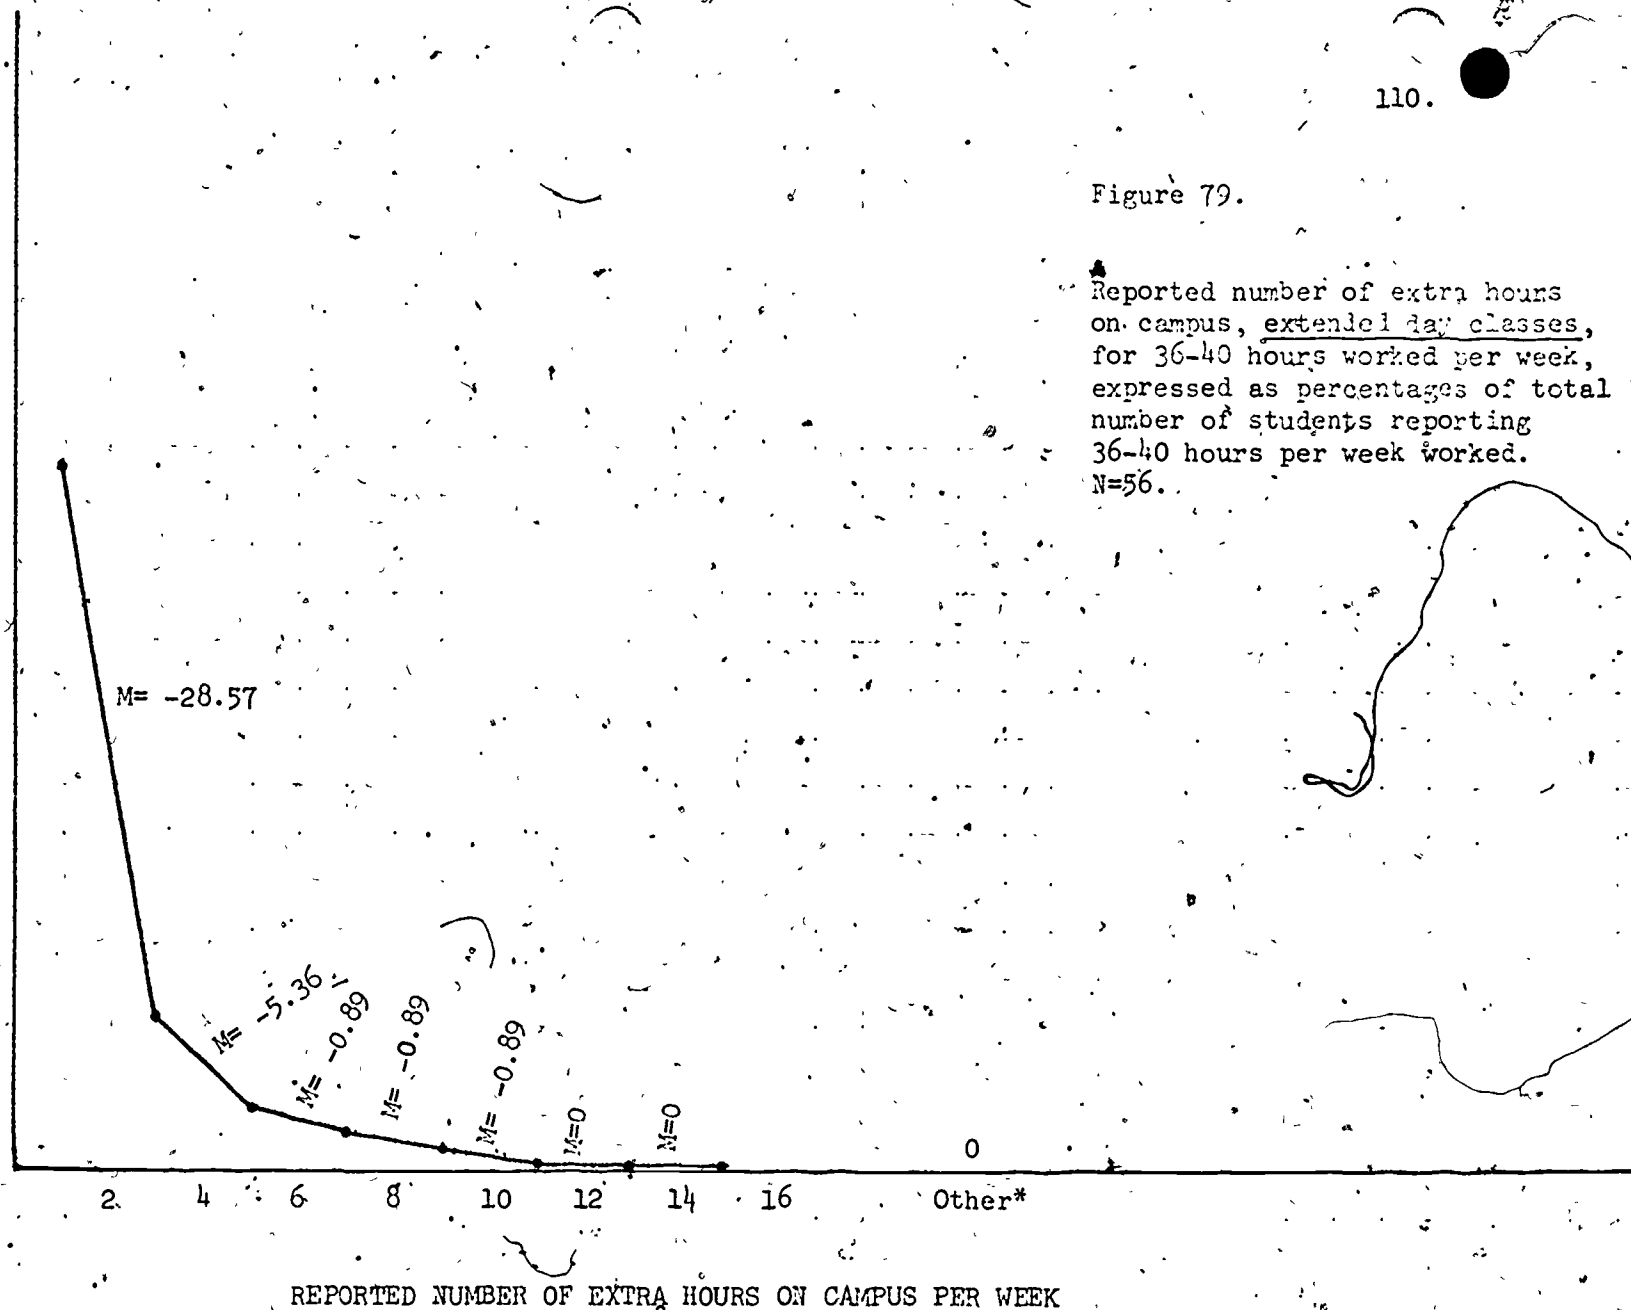 110.
Figure 79.
Reported number of extra hours
on campus, extended day classes,
for 36-40 hours worked per week,
expressed as percentages of total
number of students reporting
36-40 hours per week worked.
N=56.
M= -28.57
M= -5.36
M= -0.89
M= -0.89
M= -0.89
M=0
M=0
0
2 4 6 8 10 12 14 16 Other*
REPORTED NUMBER OF EXTRA HOURS ON CAMPUS PER WEEK